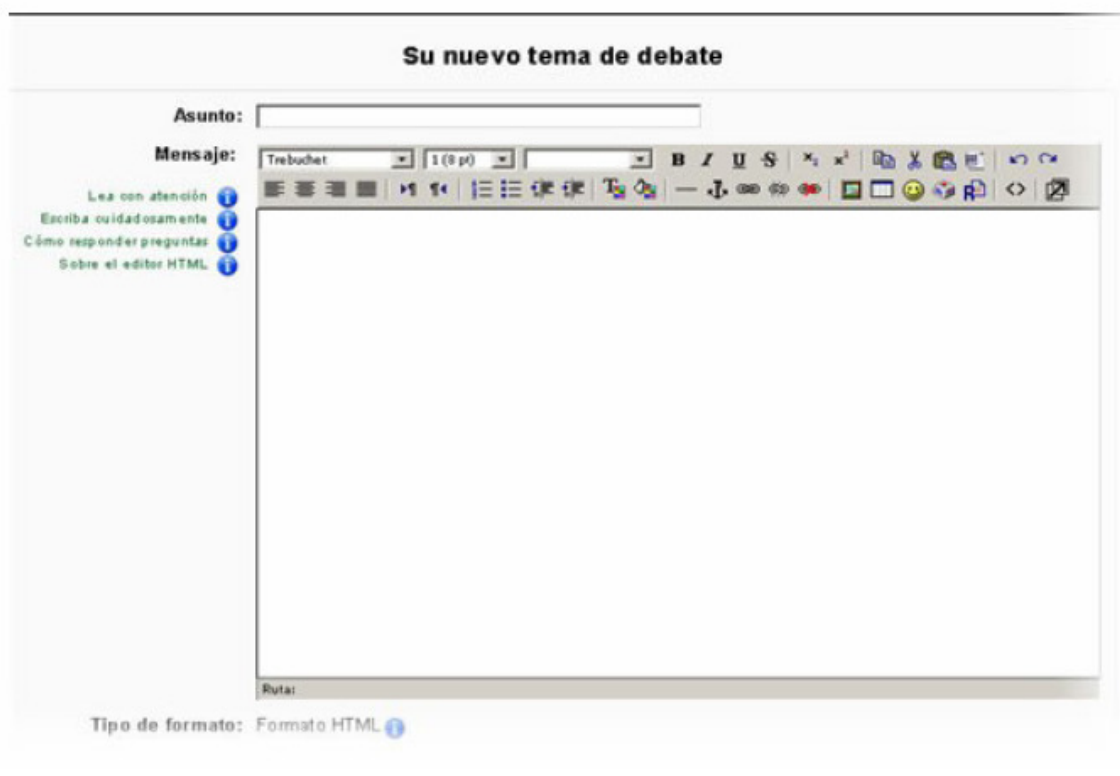 Su nuevo tema de debate
Asunto:
Mensaje:
Trebuchet 1 (8 pt) B I U S
Lea con atención
Escriba cuidadosamente
Cómo responder preguntas
Sobre el editor HTML
Ruta:
Tipo de formato: Formato HTML